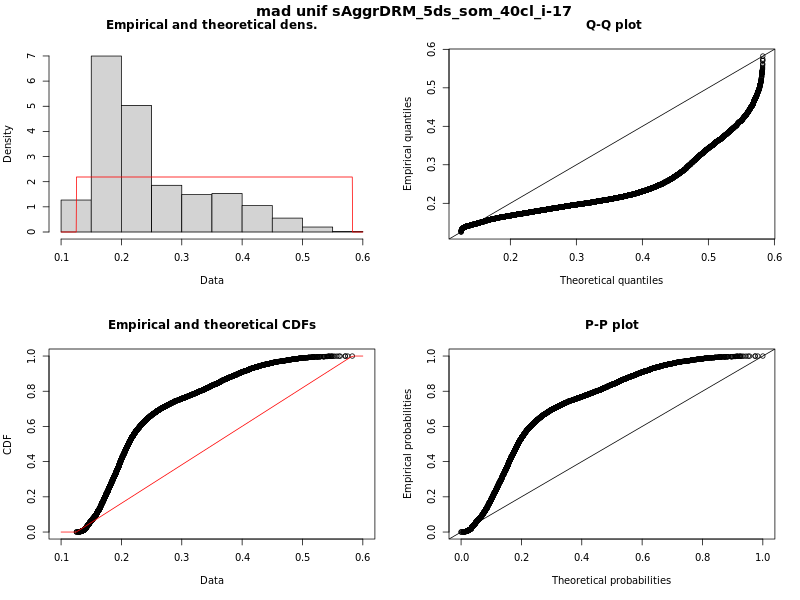 mad unif sAggrDRM_5ds_som_40cl_i-17
Empirical and theoretical dens.
Density
0 1 2 3 4 5 6 7
0.1 0.2 0.3 0.4 0.5 0.6
Data
Q-Q plot
Empirical quantiles
0.2 0.3 0.4 0.5 0.6
0.2 0.3 0.4 0.5 0.6
Theoretical quantiles
Empirical and theoretical CDFs
CDF
0.0 0.2 0.4 0.6 0.8 1.0
0.1 0.2 0.3 0.4 0.5 0.6
Data
P-P plot
Empirical probabilities
0.0 0.2 0.4 0.6 0.8 1.0
0.0 0.2 0.4 0.6 0.8 1.0
Theoretical probabilities